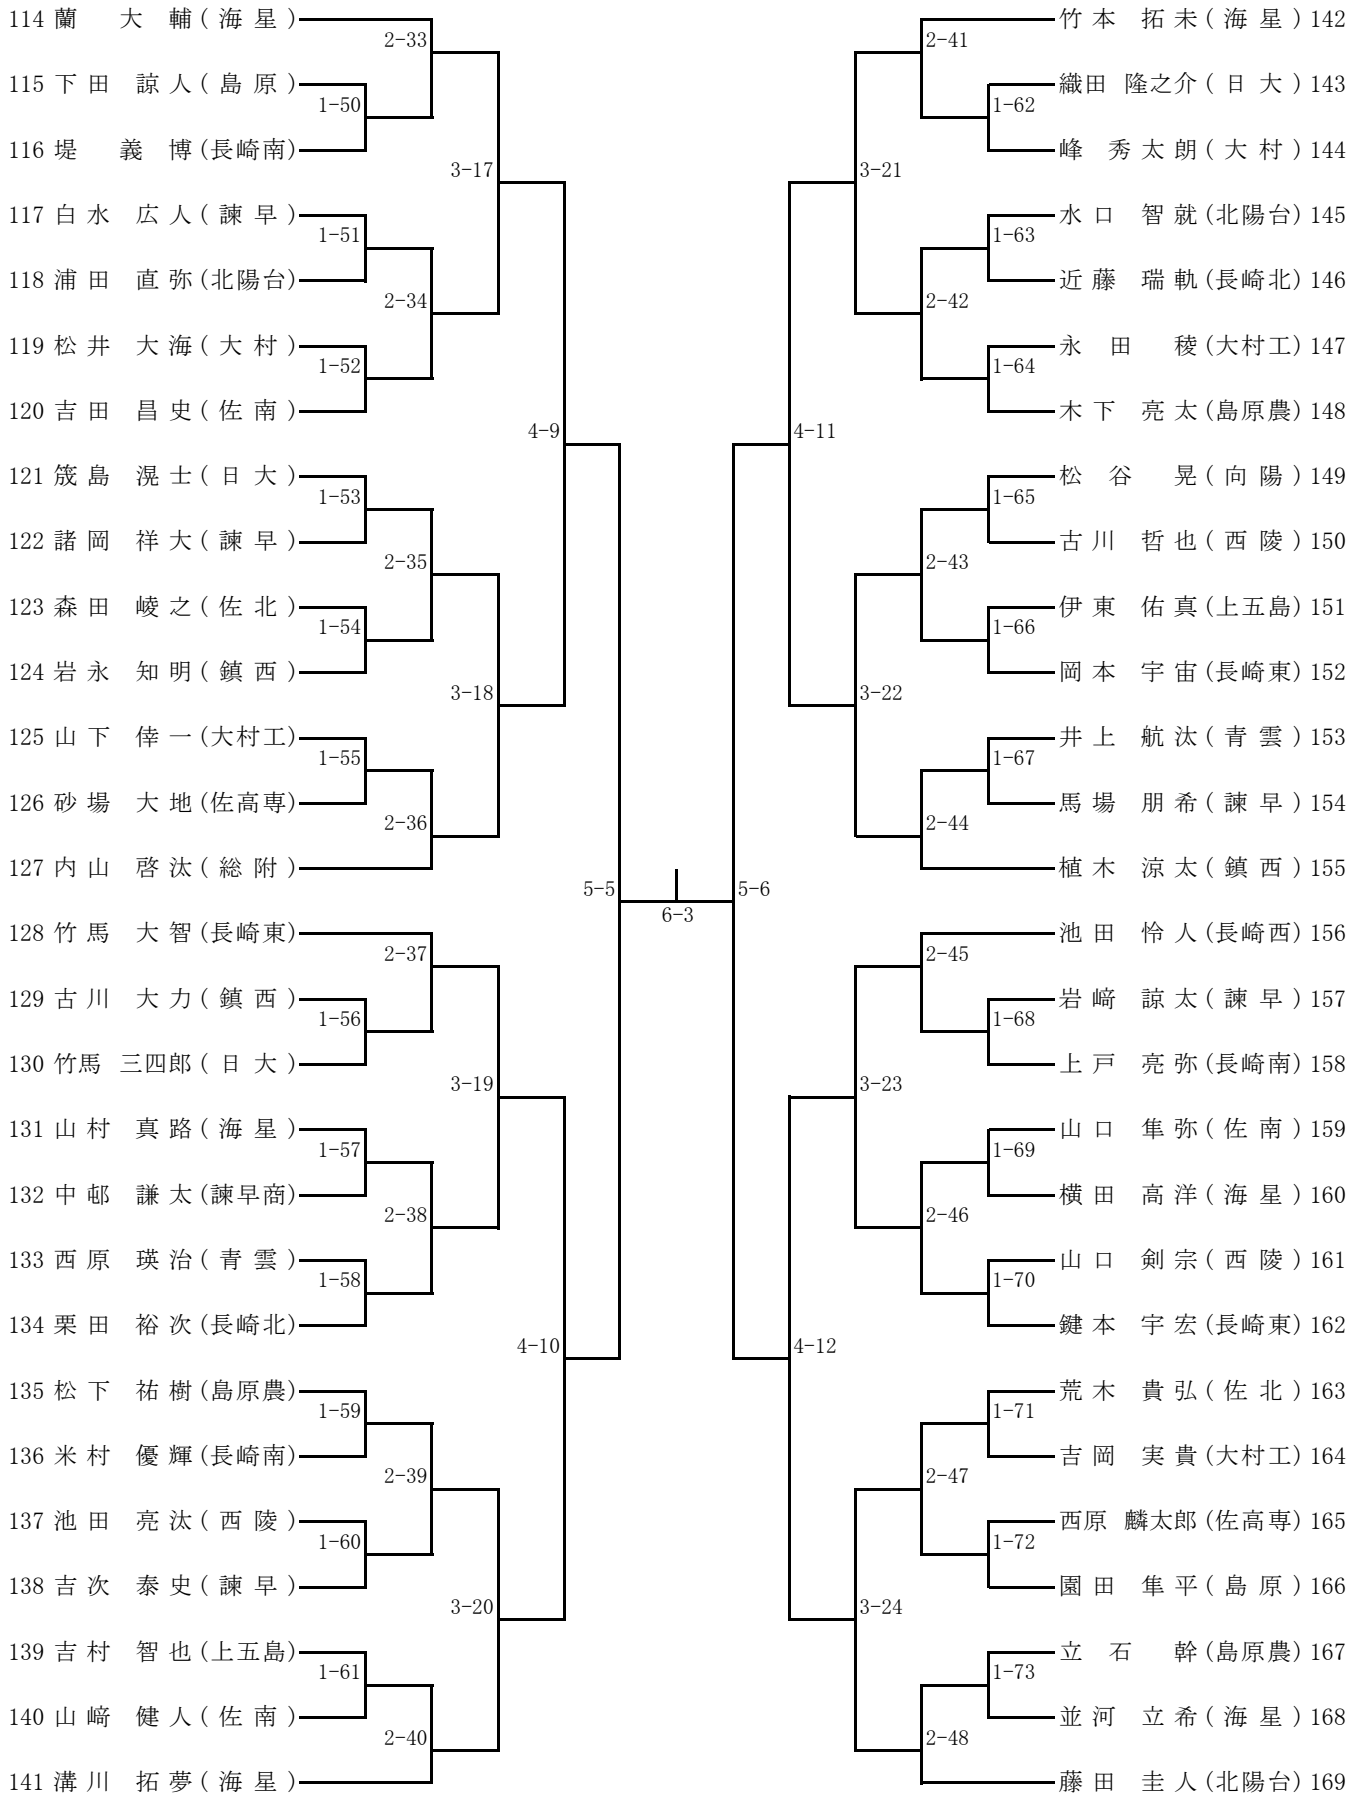 114 蘭 大 輔 ( 海 星 )
2-33
115 下 田 諒 人 ( 島 原 )
1-50
116 堤 義 博 (長崎南)
3-17
117 白 水 広 人 ( 諫 早 )
1-51
118 浦 田 直 弥 (北陽台)
2-34
119 松 井 大 海 ( 大 村 )
1-52
120 吉 田 昌 史 ( 佐 南 )
4-9
121 筬 島 滉 士 ( 日 大 )
1-53
122 諸 岡 祥 大 ( 諫 早 )
2-35
123 森 田 崚 之 ( 佐 北 )
1-54
124 岩 永 知 明 ( 鎮 西 )
3-18
125 山 下 倖 一 (大村工)
1-55
126 砂 場 大 地 (佐高専)
2-36
127 内 山 啓 汰 ( 総 附 )
5-5
128 竹 馬 大 智 (長崎東)
2-37
129 古 川 大 力 ( 鎮 西 )
1-56
130 竹馬 三四郎 ( 日 大 )
3-19
131 山 村 真 路 ( 海 星 )
1-57
132 中 邨 謙 太 (諫早商)
2-38
133 西 原 瑛 治 ( 青 雲 )
1-58
134 栗 田 裕 次 (長崎北)
4-10
135 松 下 祐 樹 (島原農)
1-59
136 米 村 優 輝 (長崎南)
2-39
137 池 田 亮 汰 ( 西 陵 )
1-60
138 吉 次 泰 史 ( 諫 早 )
3-20
139 吉 村 智 也 (上五島)
1-61
140 山 﨑 健 人 ( 佐 南 )
2-40
141 溝 川 拓 夢 ( 海 星 )
6-3
竹 本 拓 未 ( 海 星 ) 142
2-41
織田 隆之介 ( 日 大 ) 143
1-62
峰 秀 太 朗 ( 大 村 ) 144
3-21
水 口 智 就 (北陽台) 145
1-63
近 藤 瑞 軌 (長崎北) 146
2-42
永 田 稜 (大村工) 147
1-64
木 下 亮 太 (島原農) 148
4-11
松 谷 晃 ( 向 陽 ) 149
1-65
古 川 哲 也 ( 西 陵 ) 150
2-43
伊 東 佑 真 (上五島) 151
1-66
岡 本 宇 宙 (長崎東) 152
3-22
井 上 航 汰 ( 青 雲 ) 153
1-67
馬 場 朋 希 ( 諫 早 ) 154
2-44
植 木 涼 太 ( 鎮 西 ) 155
5-6
池 田 怜 人 (長崎西) 156
2-45
岩 﨑 諒 太 ( 諫 早 ) 157
1-68
上 戸 亮 弥 (長崎南) 158
3-23
山 口 隼 弥 ( 佐 南 ) 159
1-69
横 田 高 洋 ( 海 星 ) 160
2-46
山 口 剣 宗 ( 西 陵 ) 161
1-70
鍵 本 宇 宏 (長崎東) 162
4-12
荒 木 貴 弘 ( 佐 北 ) 163
1-71
吉 岡 実 貴 (大村工) 164
2-47
西原 麟太郎 (佐高専) 165
1-72
園 田 隼 平 ( 島 原 ) 166
3-24
立 石 幹 (島原農) 167
1-73
並 河 立 希 ( 海 星 ) 168
2-48
藤 田 圭 人 (北陽台) 169